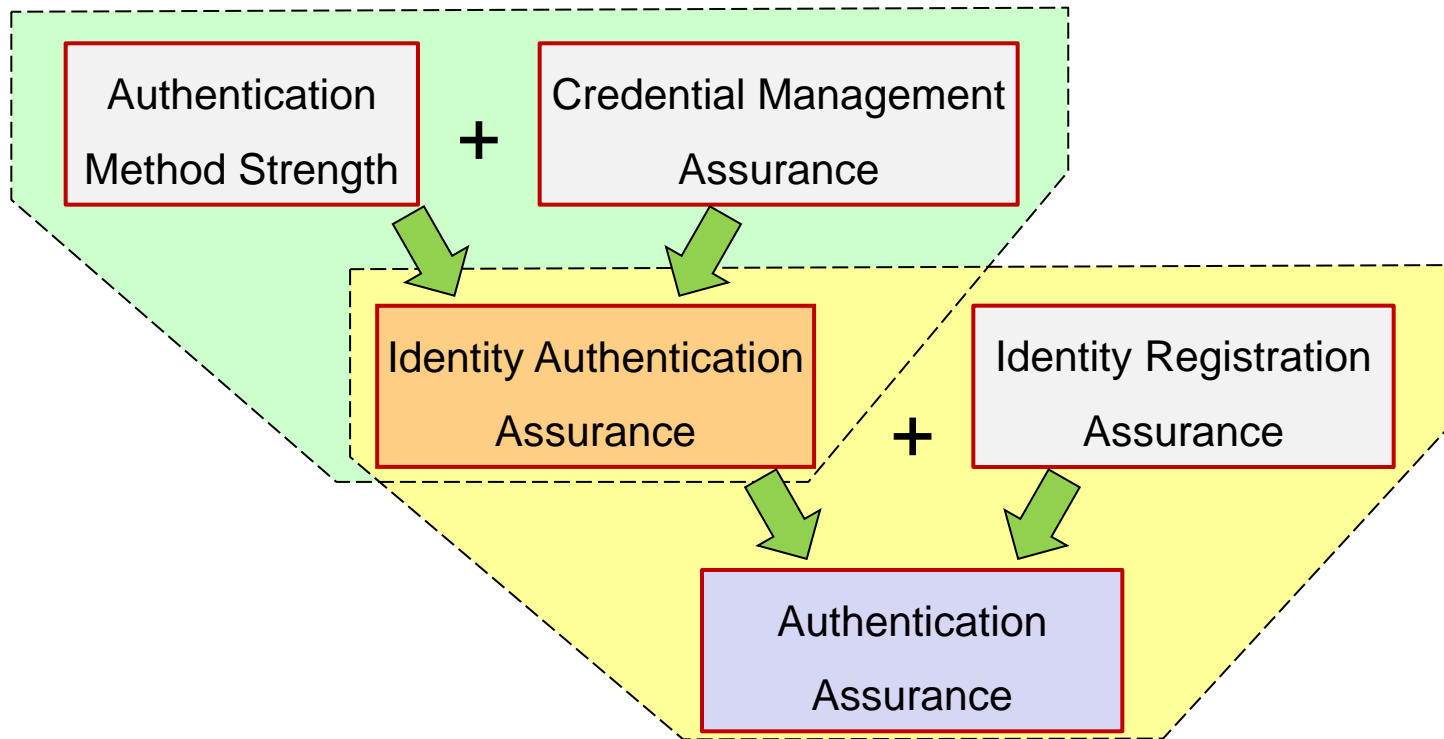 Authentication
Method Strength
+
Credential Management
Assurance
Identity Authentication
Assurance
+
Identity Registration
Assurance
Authentication
Assurance